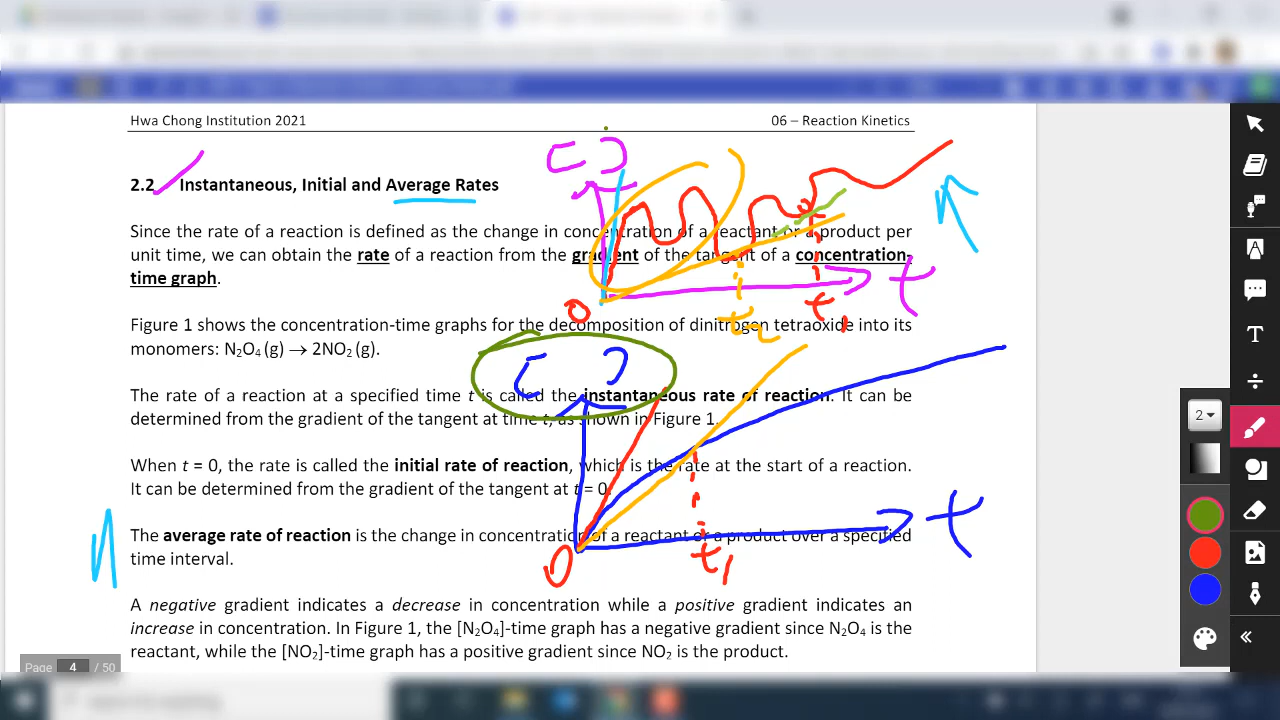 Hwa Chong Institution 2021 06 – Reaction Kinetics
[ ]
2.2 Instantaneous, Initial and Average Rates
Since the rate of a reaction is defined as the change in concentration of a reactant or a product per
unit time, we can obtain the rate of a reaction from the gradient of the tangent of a concentration-
time graph.
t
0 t₂ t₁
Figure 1 shows the concentration-time graphs for the decomposition of dinitrogen tetraoxide into its
monomers: N₂O₄ (g) → 2NO₂ (g).
[ ]
The rate of a reaction at a specified time t is called the instantaneous rate of reaction. It can be
determined from the gradient of the tangent at time t, as shown in Figure 1.
When t = 0, the rate is called the initial rate of reaction, which is the rate at the start of a reaction.
It can be determined from the gradient of the tangent at t = 0.
t
The average rate of reaction is the change in concentration of a reactant or a product over a specified
time interval.
0 t₁
A negative gradient indicates a decrease in concentration while a positive gradient indicates an
increase in concentration. In Figure 1, the [N₂O₄]-time graph has a negative gradient since N₂O₄ is the
reactant, while the [NO₂]-time graph has a positive gradient since NO₂ is the product.
Page 4 / 50
2
T